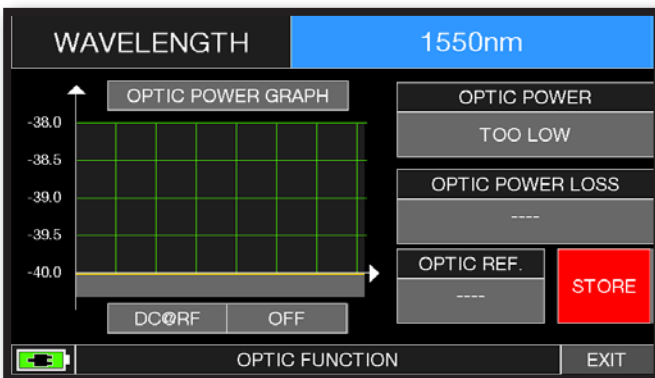 WAVELENGTH 1550nm
OPTIC POWER GRAPH
-38.0
-38.5
-39.0
-39.5
-40.0
DC@RF OFF
OPTIC POWER
TOO LOW
OPTIC POWER LOSS
----
OPTIC REF.
----
STORE
OPTIC FUNCTION
EXIT